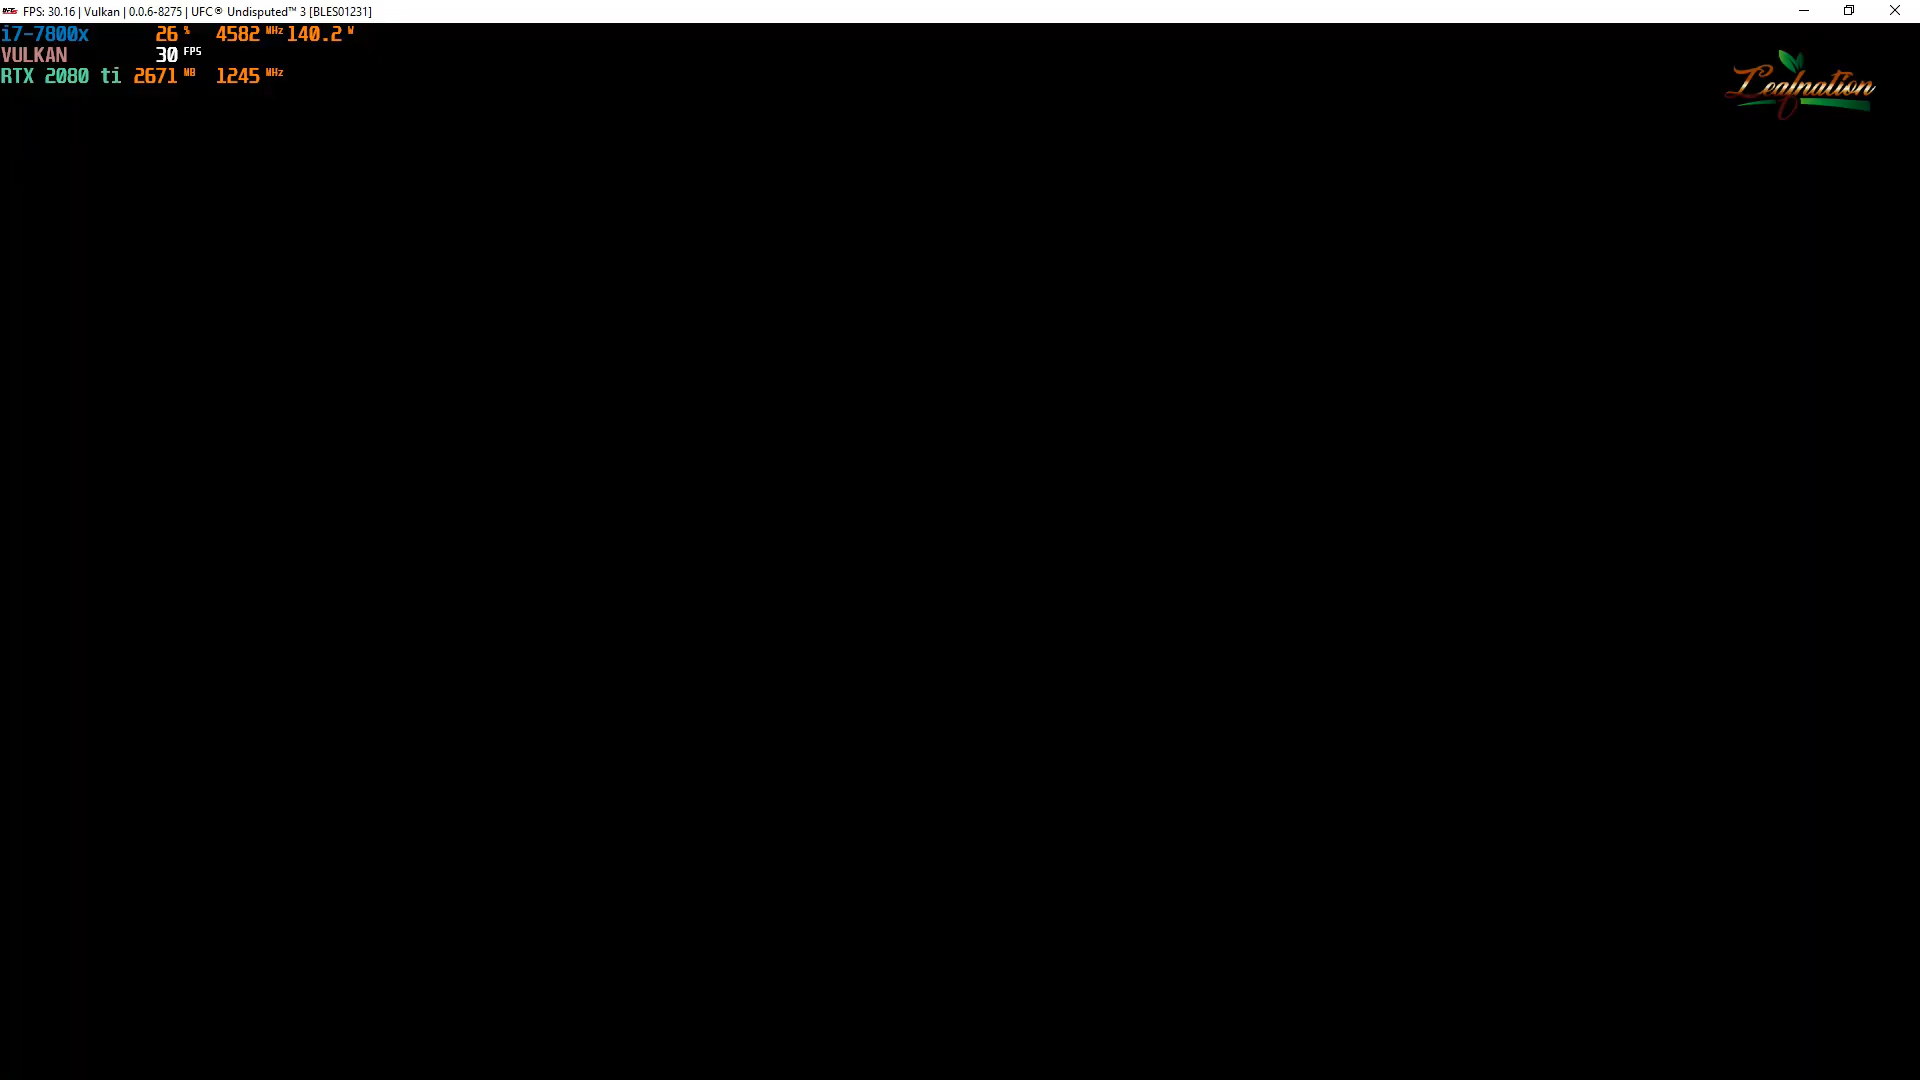 FPS: 30.16 | Vulkan | 0.0.6-8275 | UFC® Undisputed™ 3 [BLES01231]
i7-7800x 26 % 4582 MHz 140.2 W
VULKAN 30 FPS
RTX 2080 ti 2671 MB 1245 MHz
Leafnation